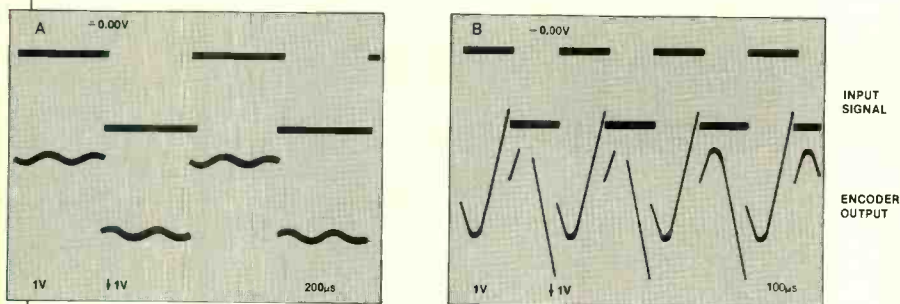 A
-0.00V
1V
↓1V
200µs
B
-0.00V
1V
↓1V
100µs
INPUT
SIGNAL
ENCODER
OUTPUT